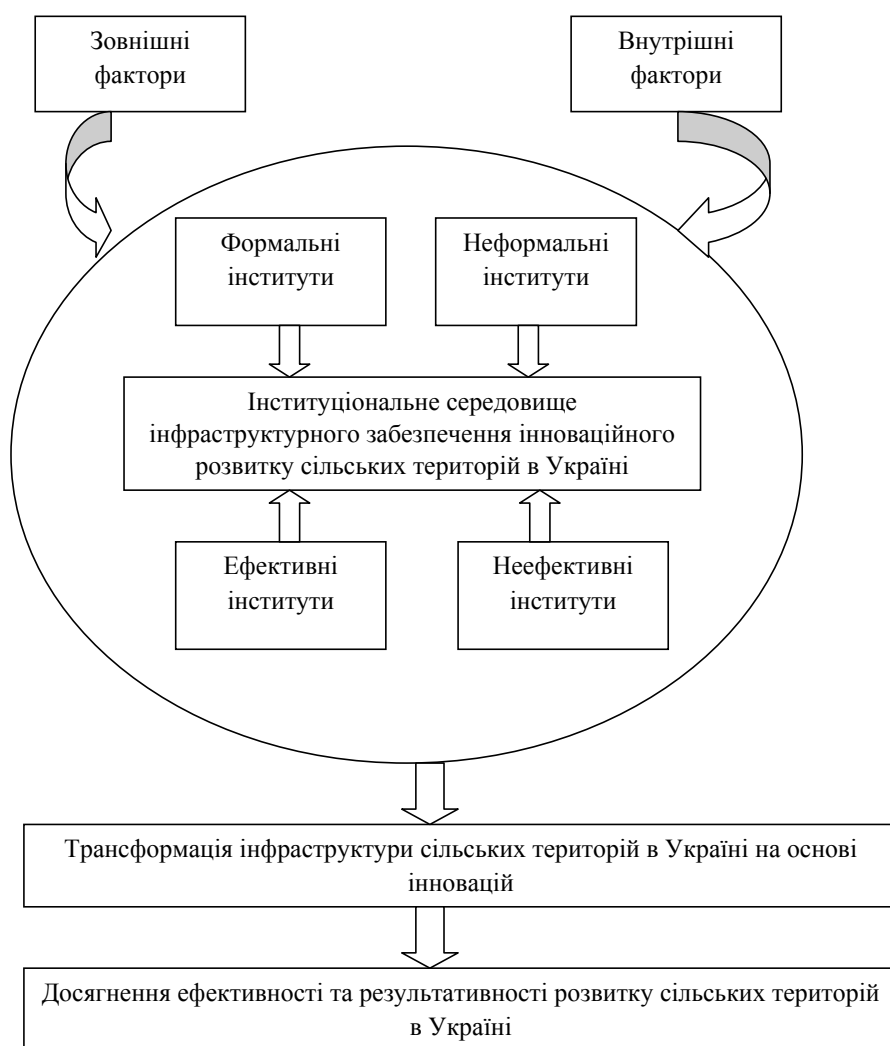 Зовнішні
фактори
Внутрішні
фактори
Формальні
інститути
Неформальні
інститути
Інституціональне середовище
інфраструктурного забезпечення інноваційного
розвитку сільських територій в Україні
Ефективні
інститути
Неефективні
інститути
Трансформація інфраструктури сільських територій в Україні на основі
інновацій
Досягнення ефективності та результативності розвитку сільських територій
в Україні